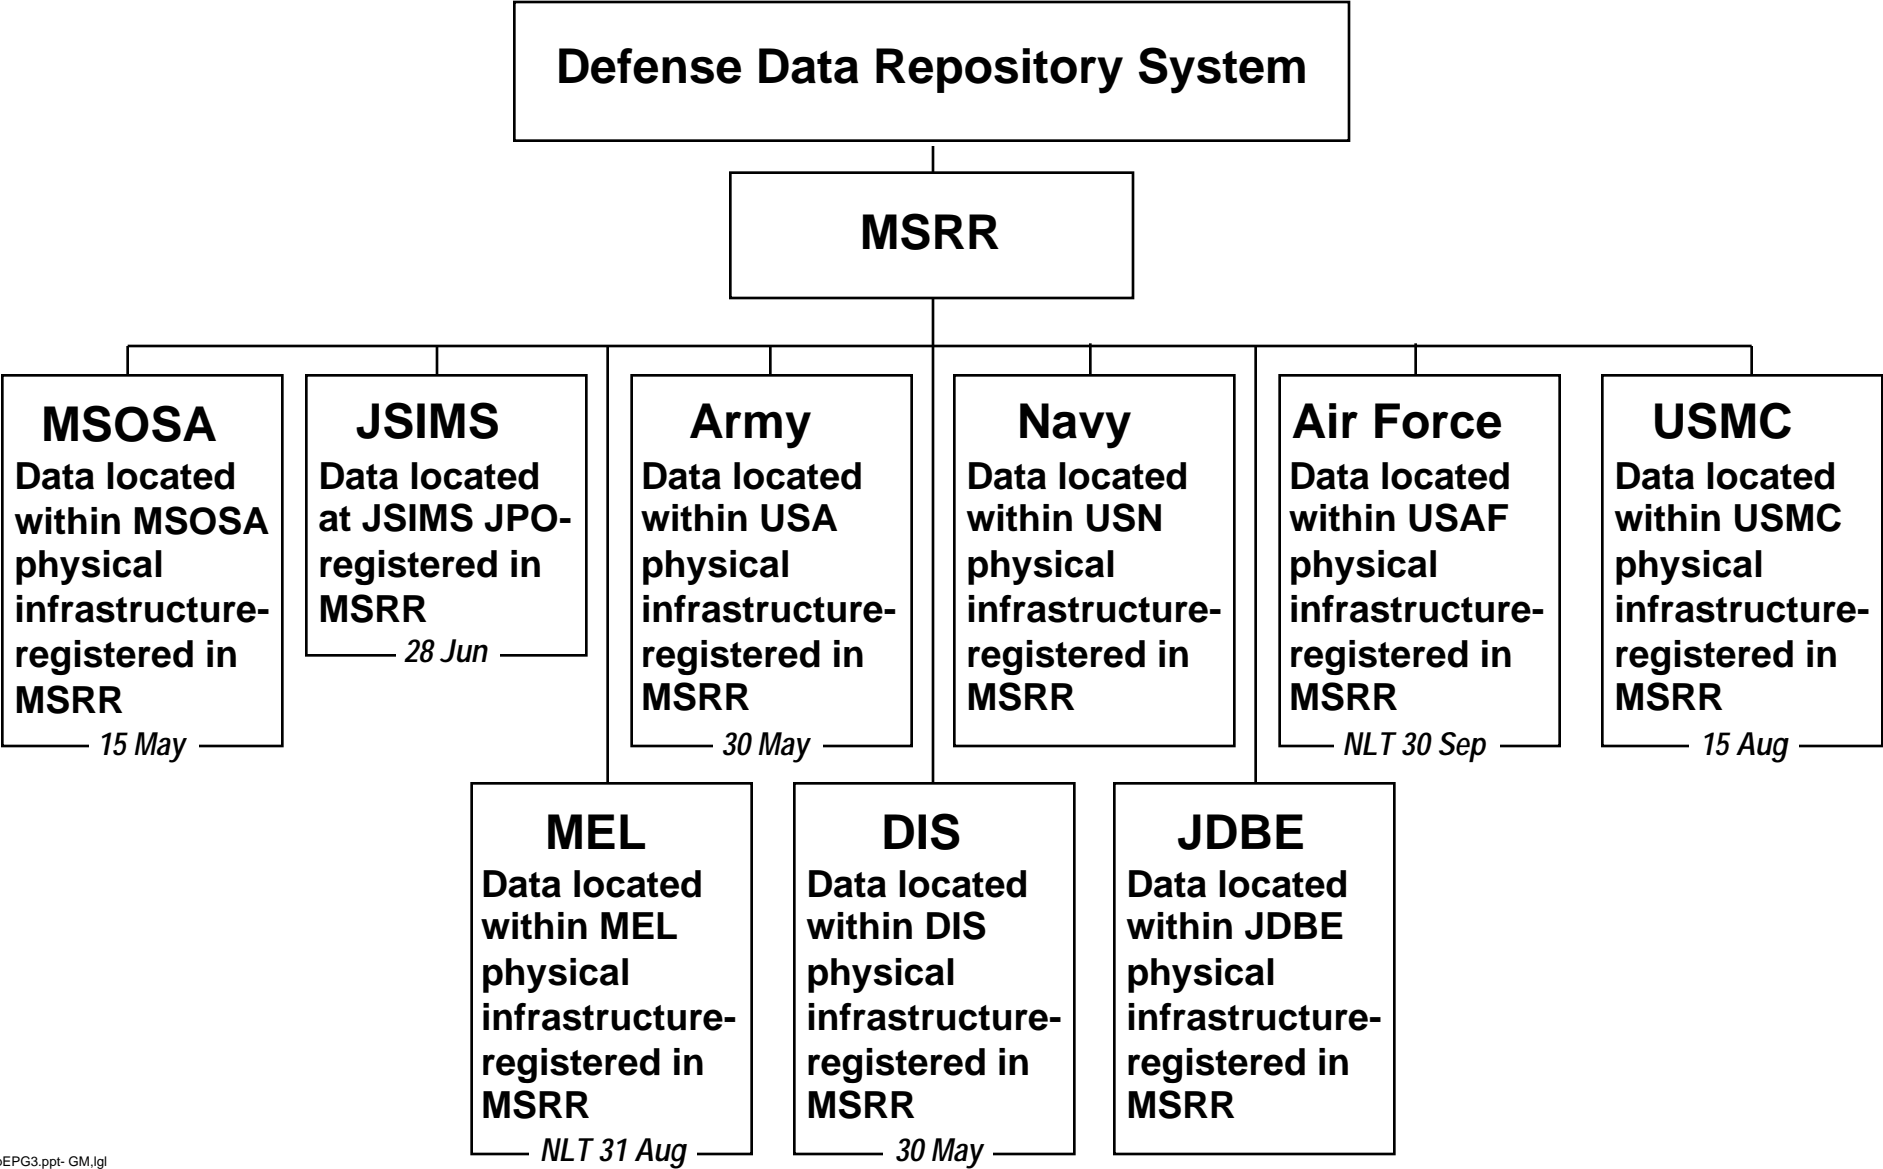 Defense Data Repository System
MSRR
MSOSA
Data located
within MSOSA
physical
infrastructure-
registered in
MSRR
15 May
JSIMS
Data located
at JSIMS JPO-
registered in
MSRR
28 Jun
Army
Data located
within USA
physical
infrastructure-
registered in
MSRR
30 May
Navy
Data located
within USN
physical
infrastructure-
registered in
MSRR
Air Force
Data located
within USAF
physical
infrastructure-
registered in
MSRR
NLT 30 Sep
USMC
Data located
within USMC
physical
infrastructure-
registered in
MSRR
15 Aug
MEL
Data located
within MEL
physical
infrastructure-
registered in
MSRR
NLT 31 Aug
DIS
Data located
within DIS
physical
infrastructure-
registered in
MSRR
30 May
JDBE
Data located
within JDBE
physical
infrastructure-
registered in
MSRR
GM,lgl